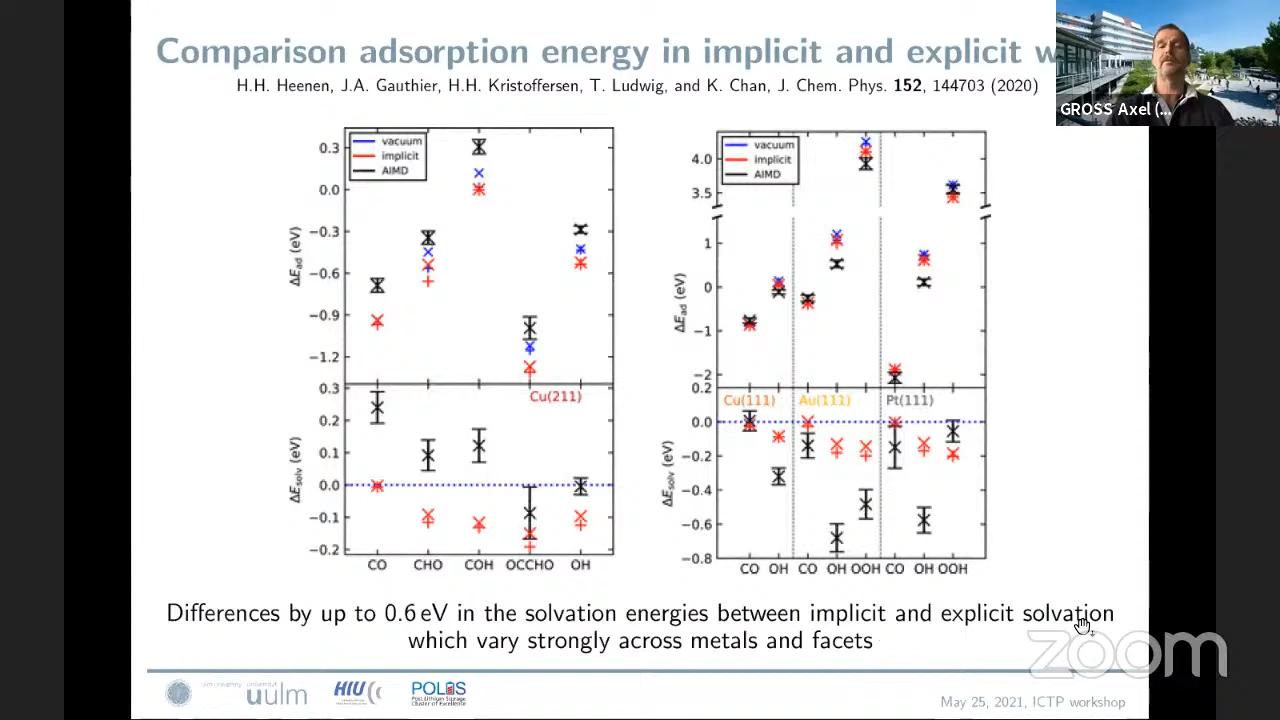 Comparison adsorption energy in implicit and explicit w
H.H. Heenen, J.A. Gauthier, H.H. Kristoffersen, T. Ludwig, and K. Chan, J. Chem. Phys. 152, 144703 (2020)
GROSS Axel (...
vacuum
implicit
AIMD
0.3
0.0
−0.3
−0.6
−0.9
−1.2
ΔE_ad (eV)
Cu(211)
0.3
0.2
0.1
0.0
−0.1
−0.2
ΔE_solv (eV)
CO CHO COH OCCHO OH
vacuum
implicit
AIMD
4.0
3.5
1
0
−1
−2
ΔE_ad (eV)
Cu(111) Au(111) Pt(111)
0.2
0.0
−0.2
−0.4
−0.6
−0.8
ΔE_solv (eV)
CO OH CO OH OOH CO OH OOH
Differences by up to 0.6 eV in the solvation energies between implicit and explicit solvation
which vary strongly across metals and facets
zoom
uulm
HIU
POLiS
Post Lithium Storage
Cluster of Excellence
May 25, 2021, ICTP workshop